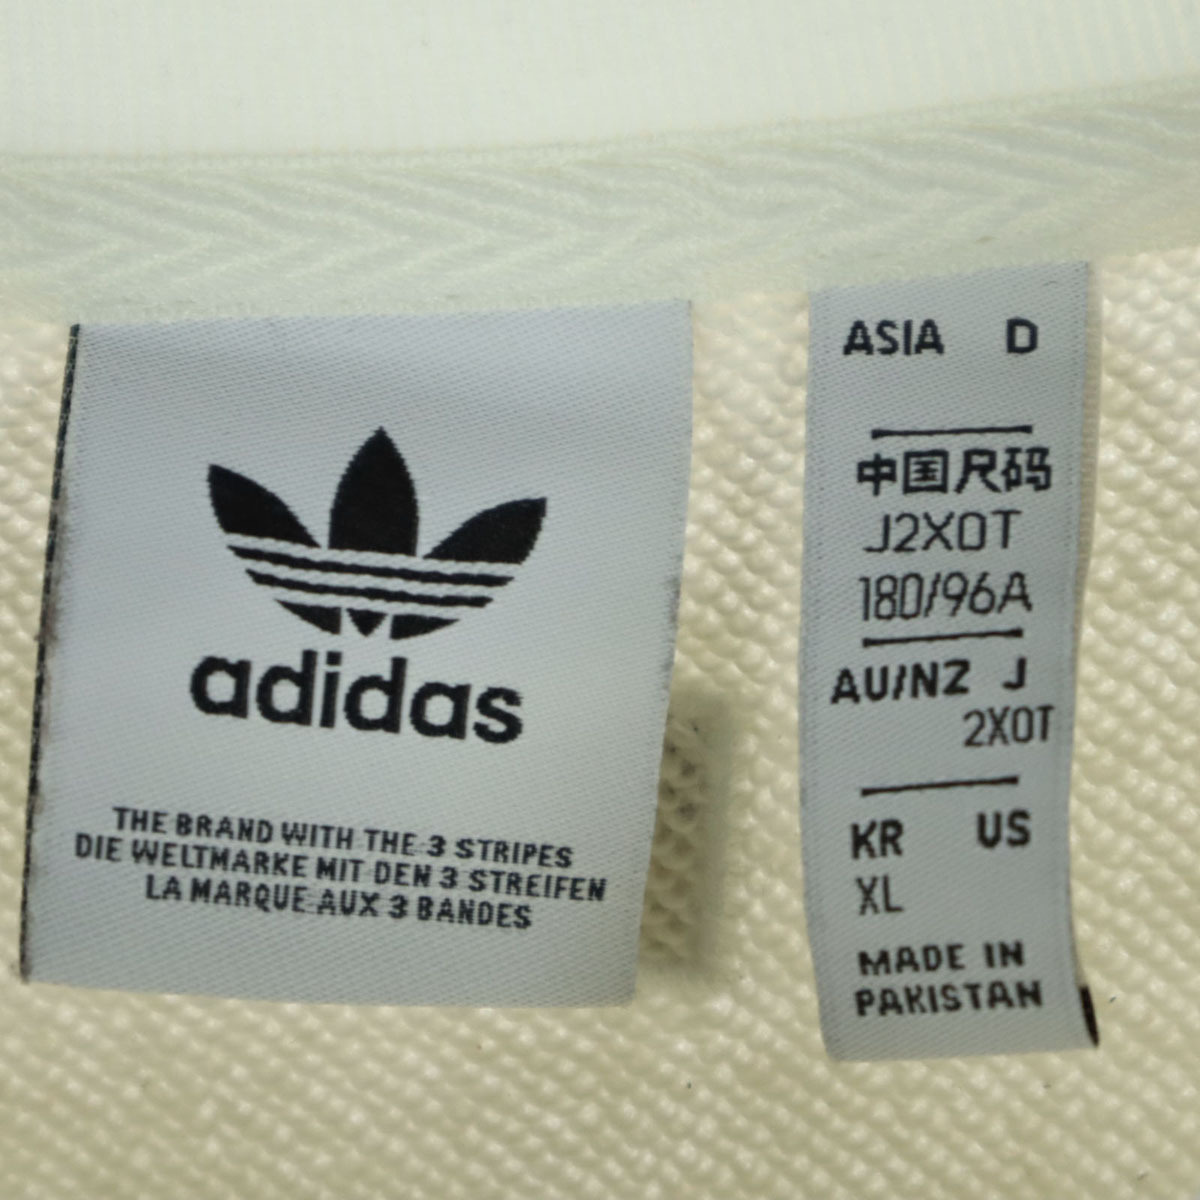 adidas
THE BRAND WITH THE 3 STRIPES
DIE WELTMARKE MIT DEN 3 STREIFEN
LA MARQUE AUX 3 BANDES
ASIA D
中国尺码
J2XOT
180/96A
AU/NZ J
2XOT
KR US
XL
MADE IN
PAKISTAN